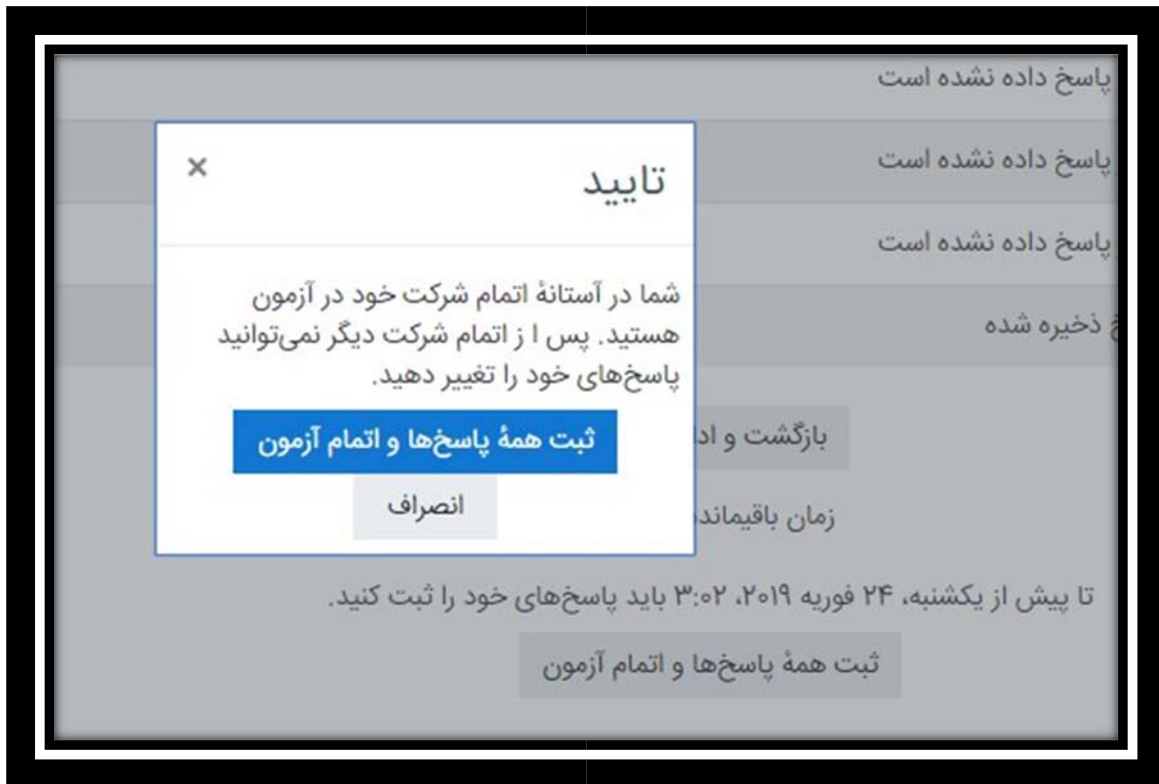 پاسخ داده نشده است
پاسخ داده نشده است
پاسخ داده نشده است
ذخیره شده
تایید
×
شما در آستانهٔ اتمام شرکت خود در آزمون
هستید. پس ا ز اتمام شرکت دیگر نمی‌توانید
پاسخ‌های خود را تغییر دهید.
ثبت همهٔ پاسخ‌ها و اتمام آزمون
انصراف
بازگشت و
زمان
تا پیش از یکشنبه، ۲۴ فوریه ۲۰۱۹، ۳:۰۲ باید پاسخ‌های خود را ثبت کنید.
ثبت همهٔ پاسخ‌ها و اتمام آزمون